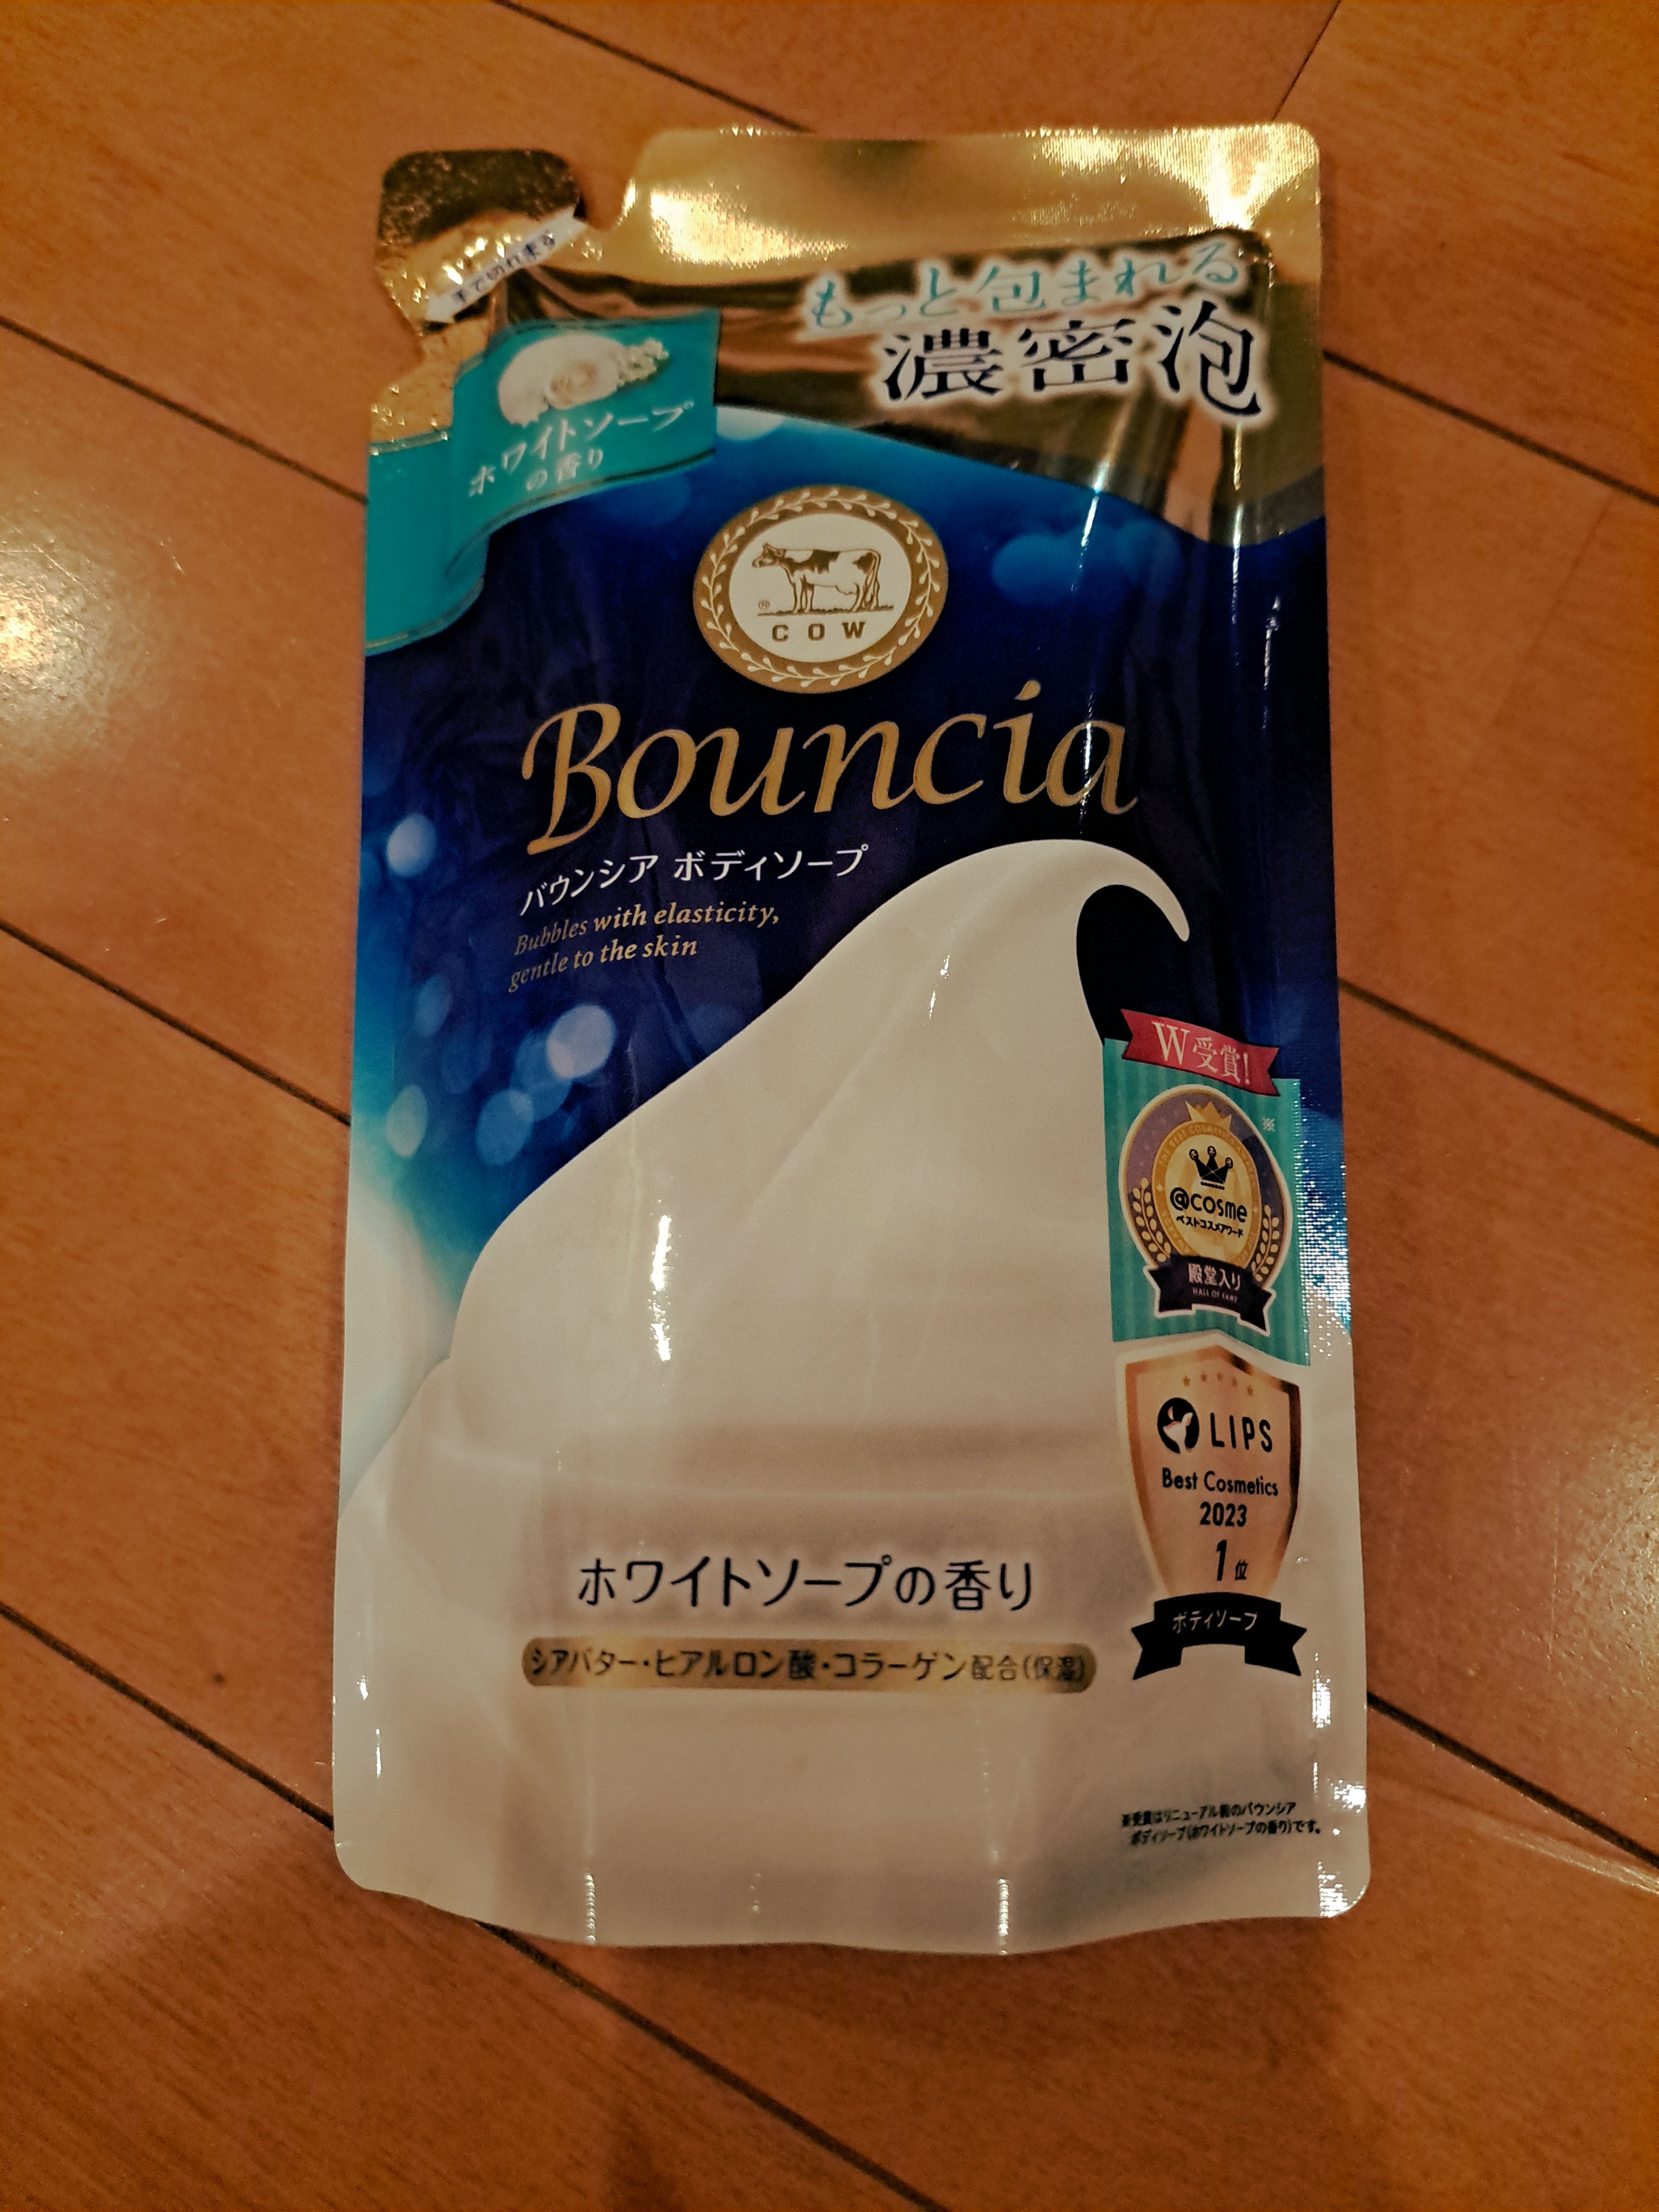 手で切れます
もっと包まれる
濃密泡
ホワイトソープ
の香り
COW
Bouncia
バウンシア ボディソープ
Bubbles with elasticity,
gentle to the skin
W受賞!
※
@cosme
ベストコスメアワード
殿堂入り
HALL OF FAME
LIPS
Best Cosmetics
2023
1位
ボディソープ
ホワイトソープの香り
シアバター・ヒアルロン酸・コラーゲン配合(保湿)
※受賞はリニューアル前のバウンシア
ボディソープ(ホワイトソープの香り)です。